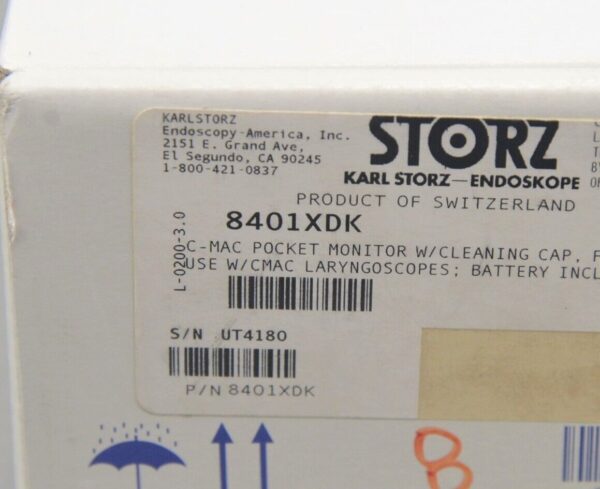 KARLSTORZ
Endoscopy-America, Inc.
2151 E. Grand Ave,
El Segundo, CA 90245
1-800-421-0837
STORZ
KARL STORZ—ENDOSKOPE
PRODUCT OF SWITZERLAND
8401XDK
L-0200-3.0
C-MAC POCKET MONITOR W/CLEANING CAP, F
USE W/CMAC LARYNGOSCOPES; BATTERY INCL
S/N UT4180
P/N 8401XDK